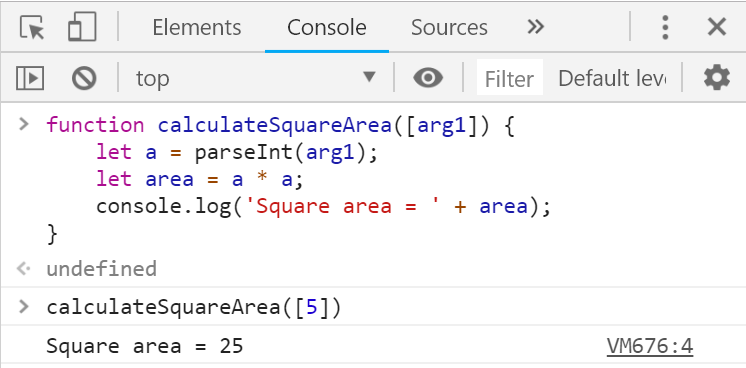 Elements Console Sources
top Filter Default leve
function calculateSquareArea([arg1]) {
    let a = parseInt(arg1);
    let area = a * a;
    console.log('Square area = ' + area);
}
undefined
calculateSquareArea([5])
Square area = 25 VM676:4